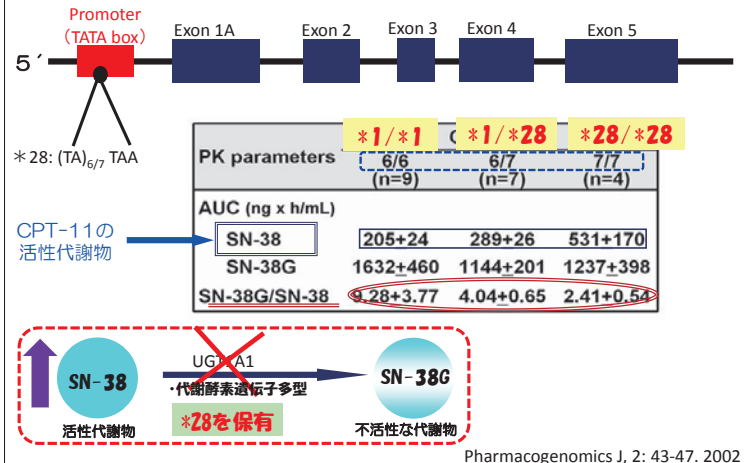 Promoter
(TATA box)
Exon 1A
Exon 2
Exon 3
Exon 4
Exon 5
5´
*28: (TA)6/7 TAA
*1/*1
*1/*28
*28/*28
PK parameters
6/6
6/7
7/7
(n=9)
(n=7)
(n=4)
AUC (ng x h/mL)
CPT-11の
活性代謝物
SN-38 205+24 289+26 531+170
SN-38G 1632+460 1144+201 1237+398
SN-38G/SN-38 9.28+3.77 4.04+0.65 2.41+0.54
UGT1A1
SN-38
・代謝酵素遺伝子多型
SN-38G
*28を保有
活性代謝物
不活性な代謝物
Pharmacogenomics J, 2: 43-47. 2002